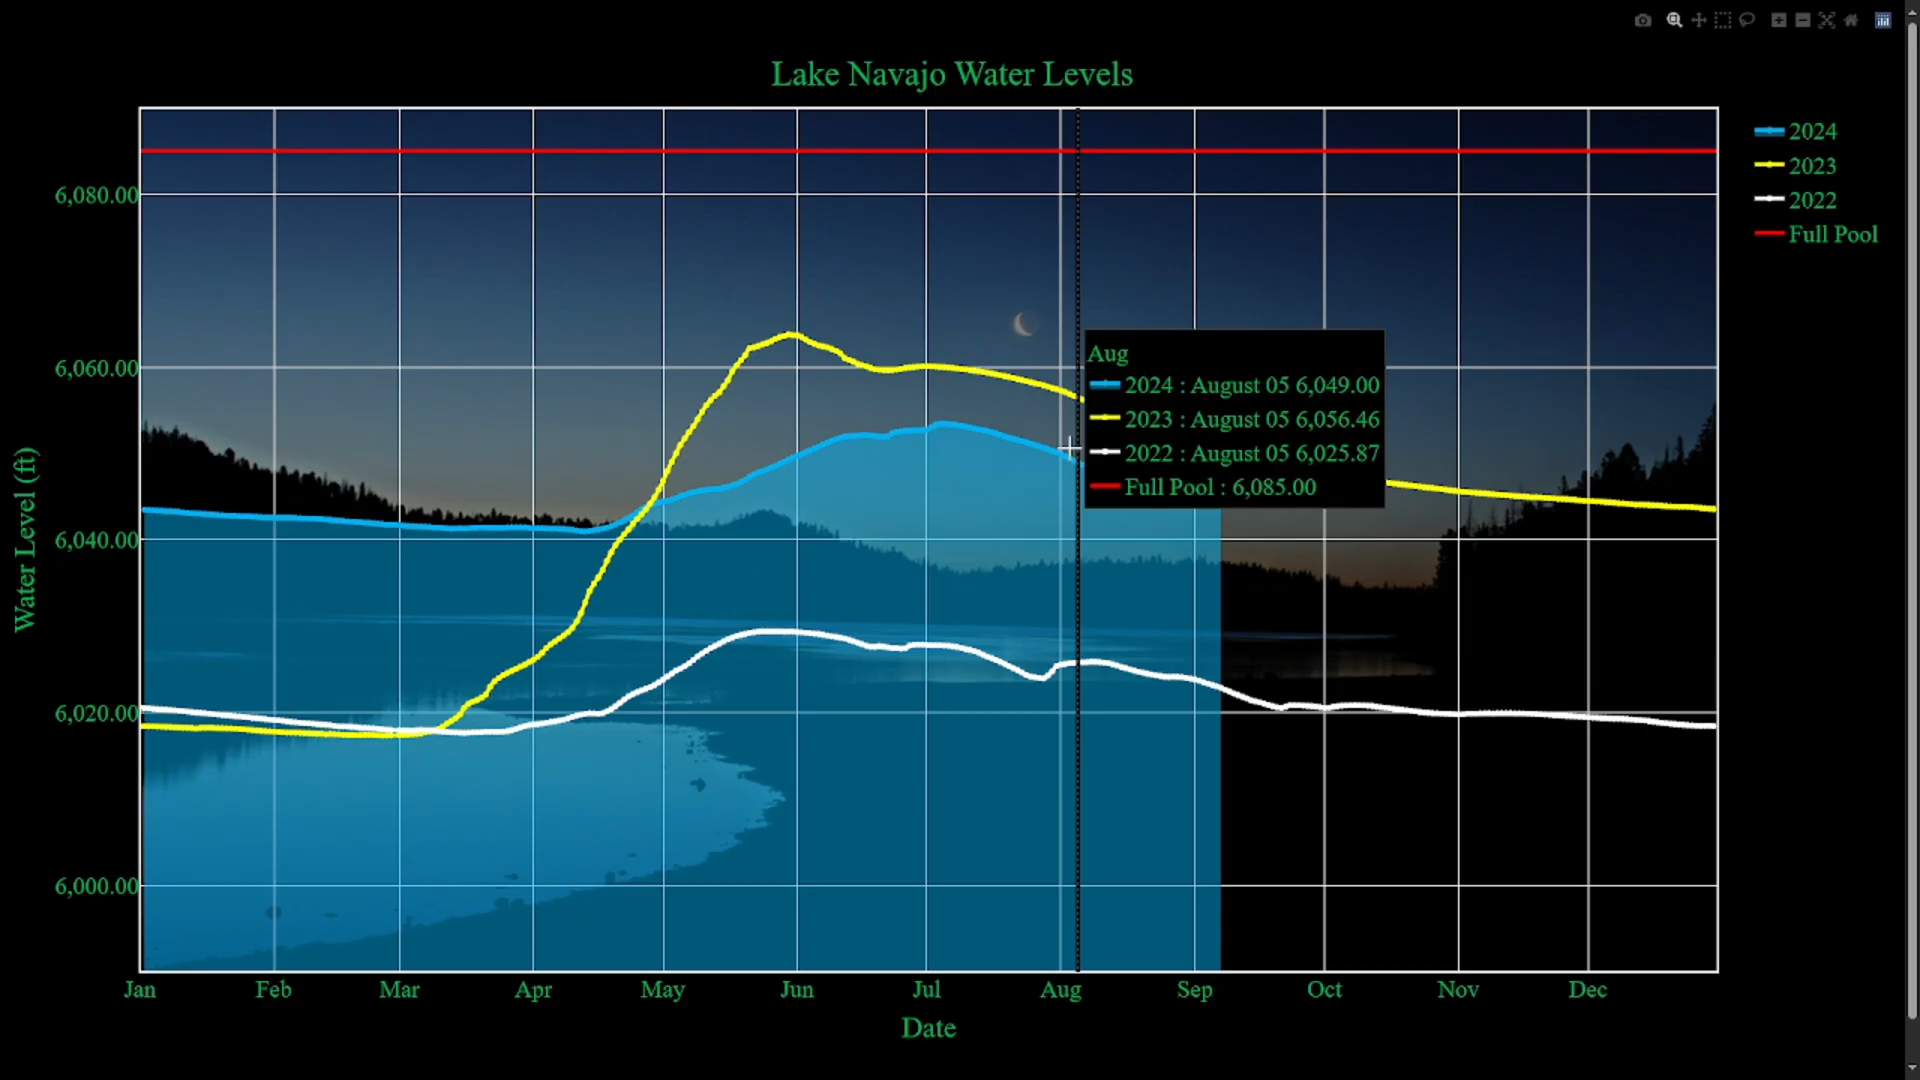 Lake Navajo Water Levels
2024
2023
2022
Full Pool
6,080.00
6,060.00
6,040.00
6,020.00
6,000.00
Water Level (ft)
Aug
2024 : August 05 6,049.00
2023 : August 05 6,056.46
2022 : August 05 6,025.87
Full Pool : 6,085.00
Jan Feb Mar Apr May Jun Jul Aug Sep Oct Nov Dec
Date